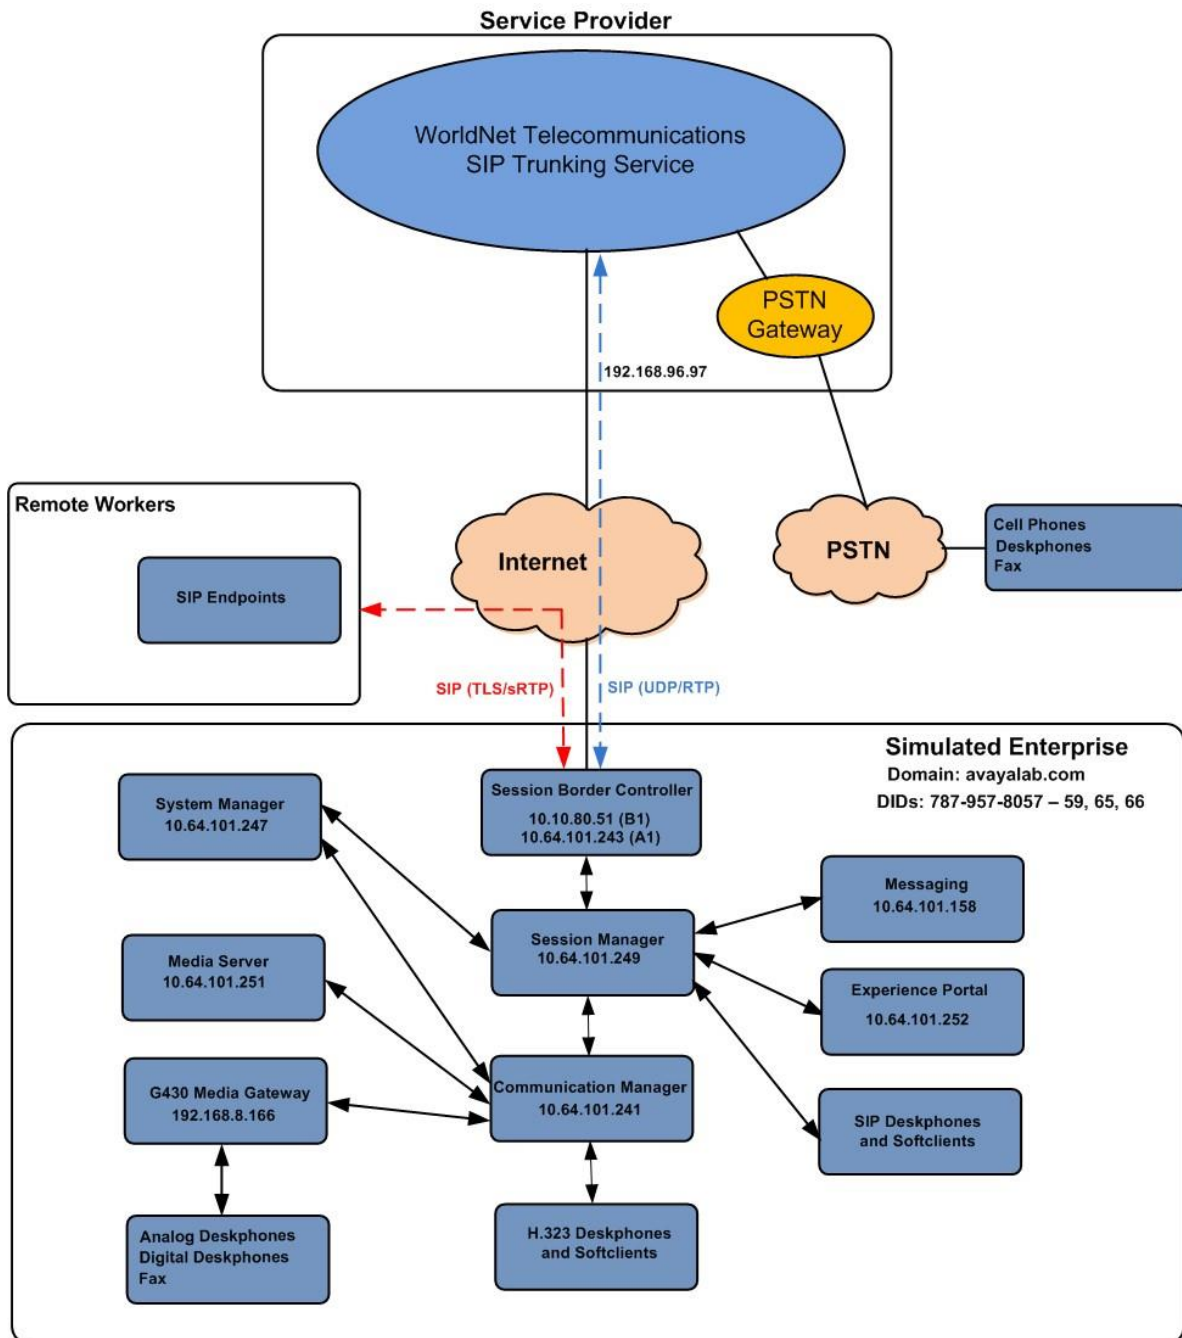 Service Provider
WorldNet Telecommunications
SIP Trunking Service
PSTN
Gateway
192.168.96.97
Remote Workers
SIP Endpoints
Internet
PSTN
Cell Phones
Deskphones
Fax
SIP (TLS/sRTP)
SIP (UDP/RTP)
Simulated Enterprise
Domain: avayalab.com
DIDs: 787-957-8057 – 59, 65, 66
System Manager
10.64.101.247
Session Border Controller
10.10.80.51 (B1)
10.64.101.243 (A1)
Messaging
10.64.101.158
Media Server
10.64.101.251
Session Manager
10.64.101.249
Experience Portal
10.64.101.252
G430 Media Gateway
192.168.8.166
Communication Manager
10.64.101.241
SIP Deskphones
and Softclients
Analog Deskphones
Digital Deskphones
Fax
H.323 Deskphones
and Softclients